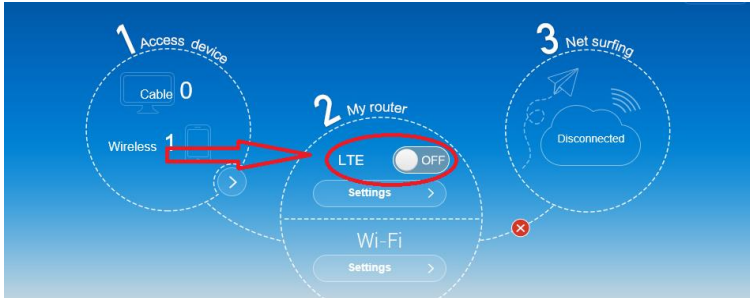 1 Access device
Cable 0
Wireless 1
2 My router
LTE OFF
Settings >
Wi-Fi
Settings >
3 Net surfing
Disconnected